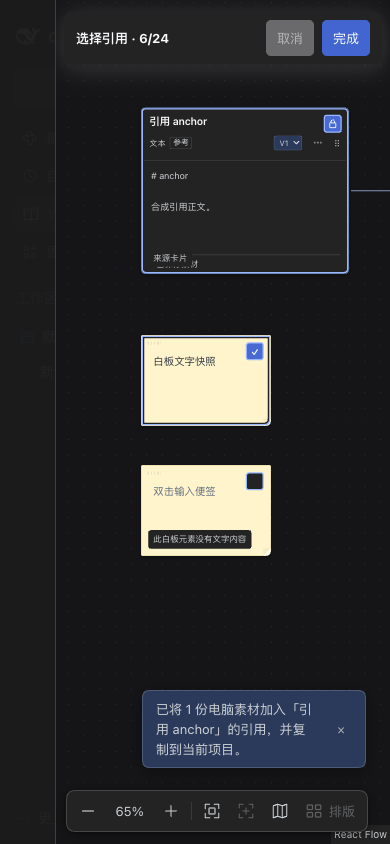 选择引用 · 6/24
取消
完成
引用 anchor
文本 参考
V1
# anchor
合成引用正文。
来源卡片
白板文字快照
双击输入便签
此白板元素没有文字内容
已将 1 份电脑素材加入「引
用 anchor」的引用，并复
制到当前项目。
×
65%
排版
React Flow